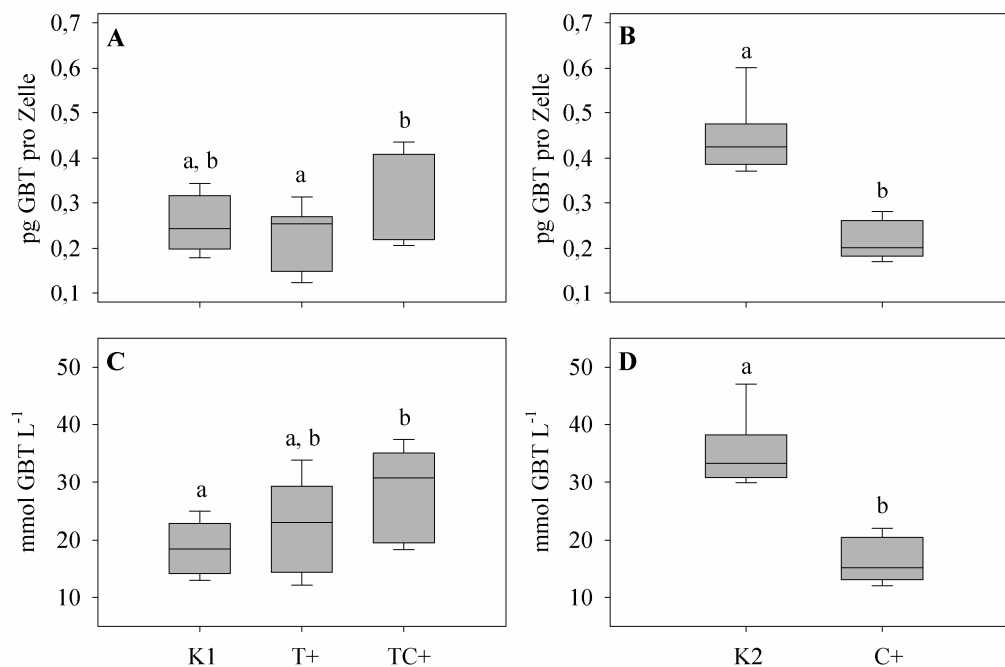 A
pg GBT pro Zelle
0,7
0,6
0,5
0,4
0,3
0,2
0,1
a, b
a
b
B
pg GBT pro Zelle
0,7
0,6
0,5
0,4
0,3
0,2
0,1
a
b
C
mmol GBT L⁻¹
50
40
30
20
10
a
a, b
b
K1 T+ TC+
D
mmol GBT L⁻¹
50
40
30
20
10
a
b
K2 C+